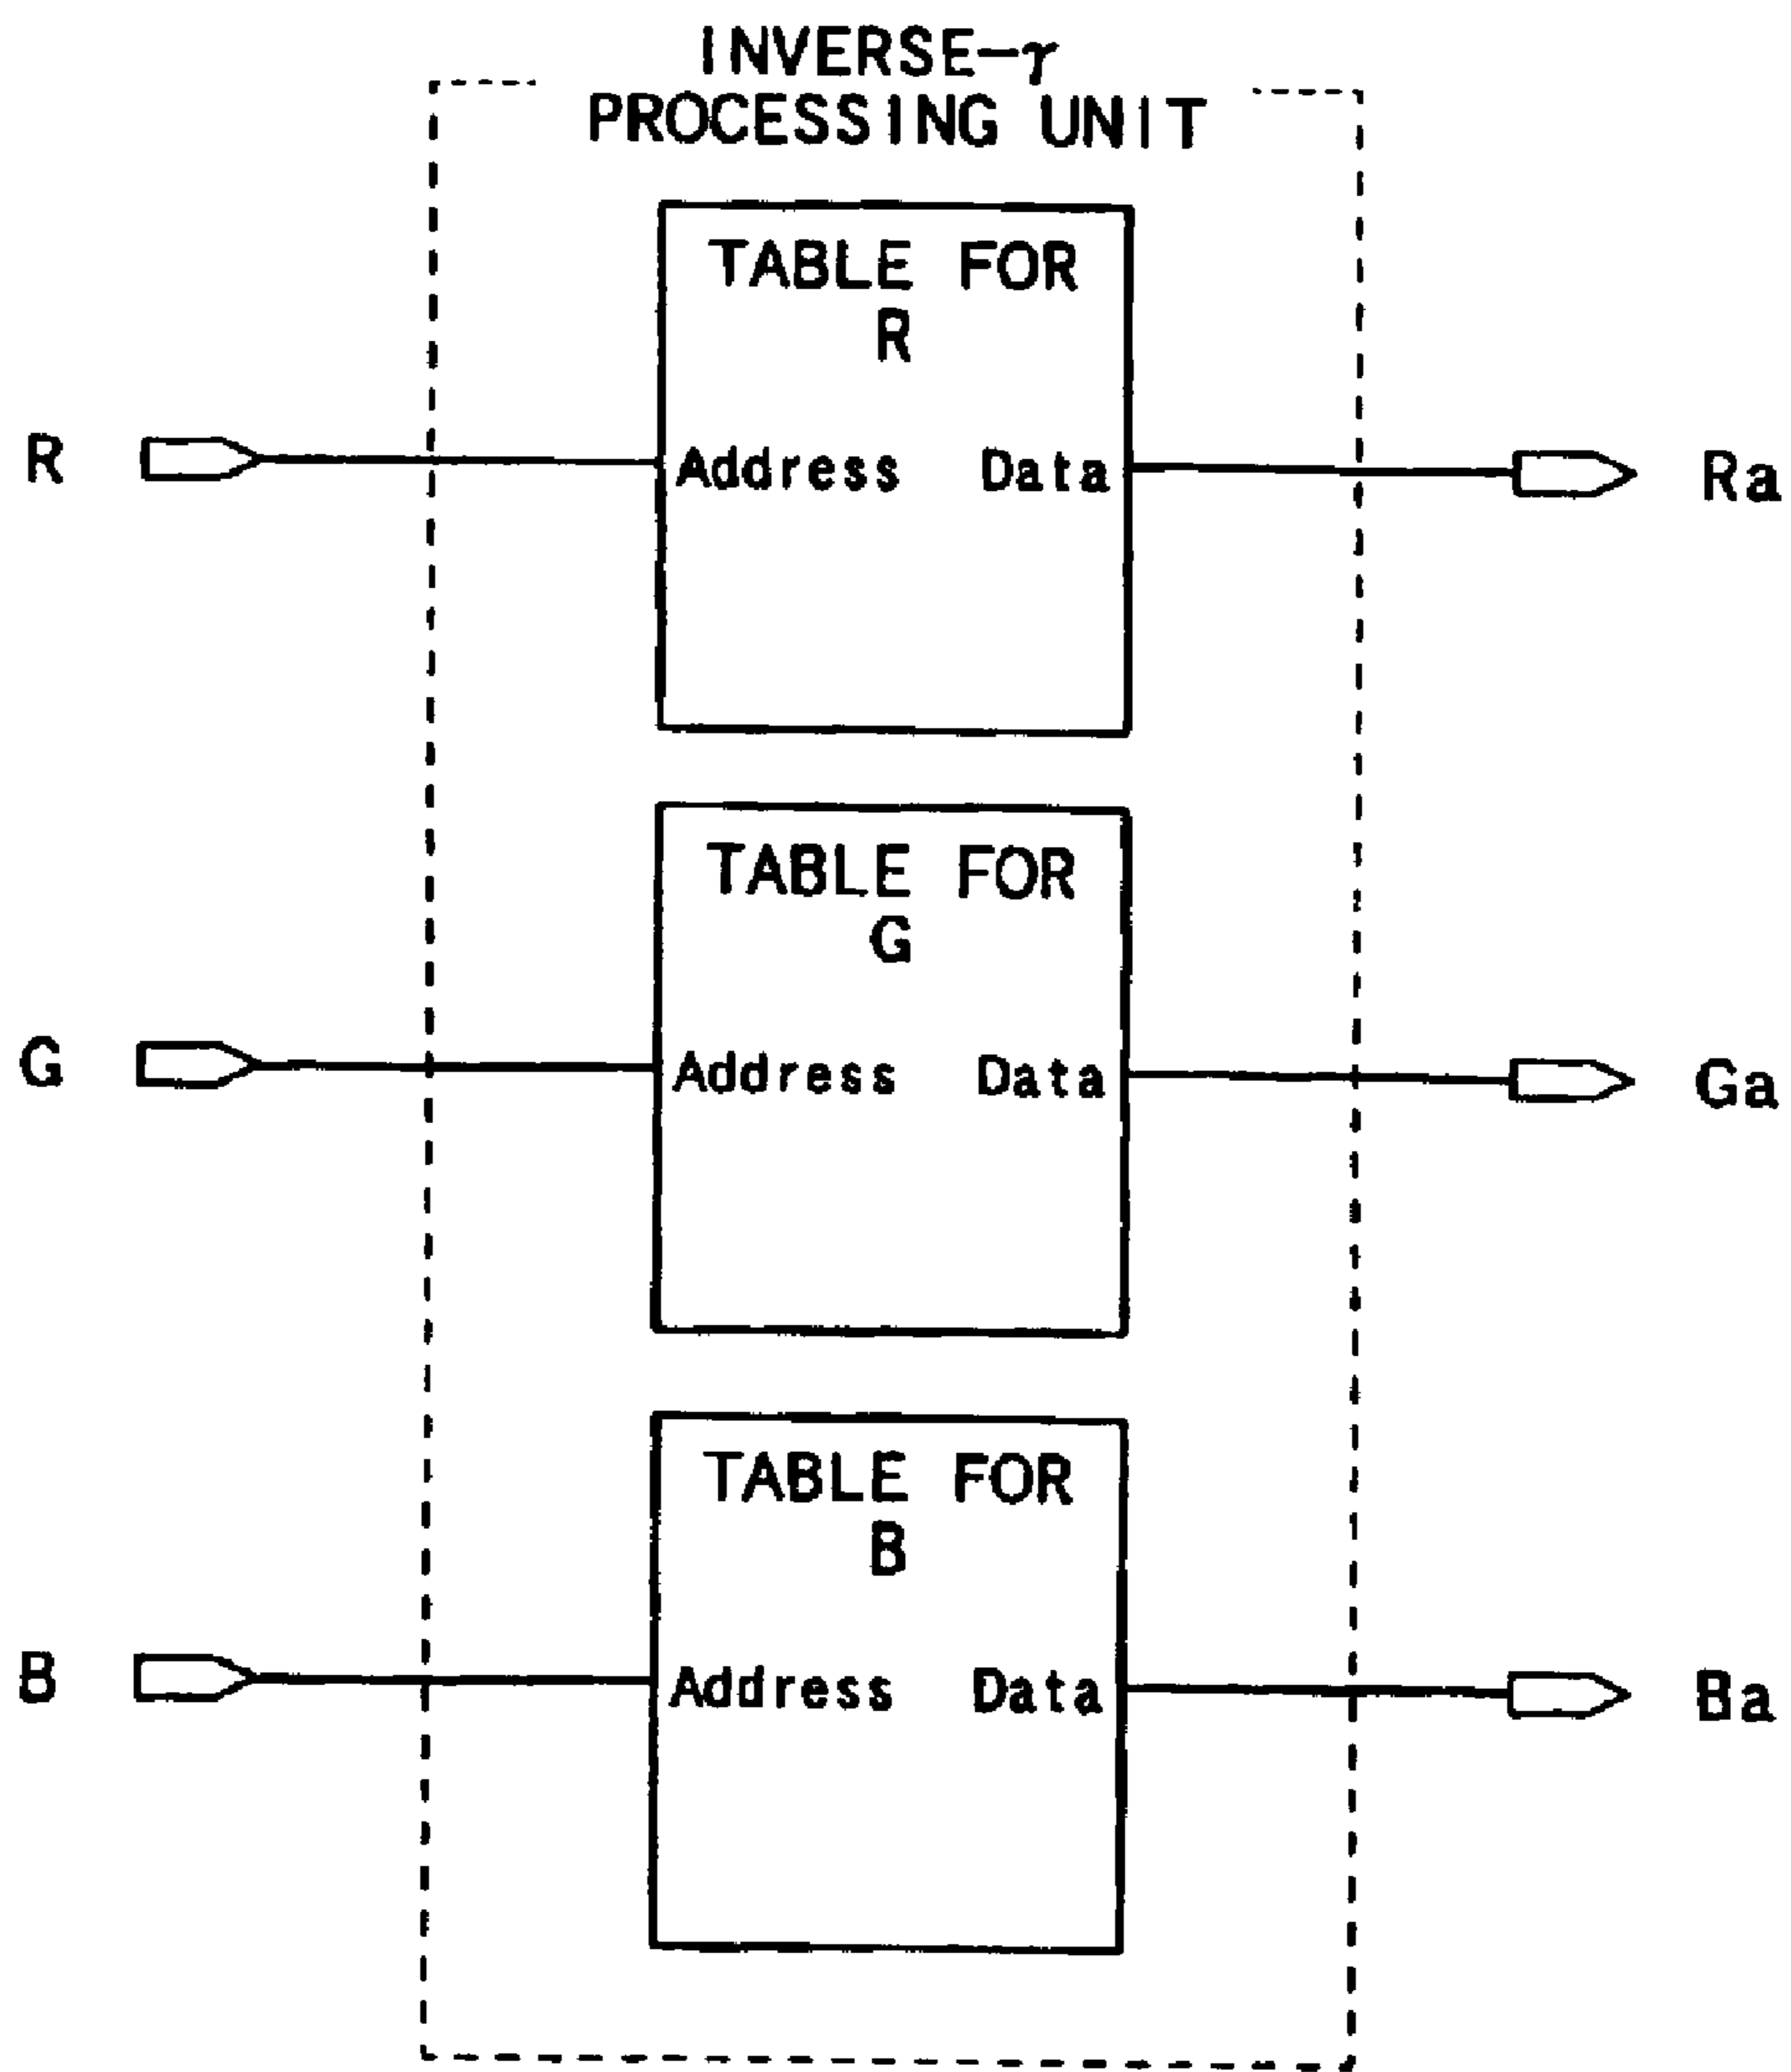 INVERSE-γ
PROCESSING UNIT
TABLE FOR
R
R
Address Data
Ra
TABLE FOR
G
G
Address Data
Ga
TABLE FOR
B
B
Address Data
Ba